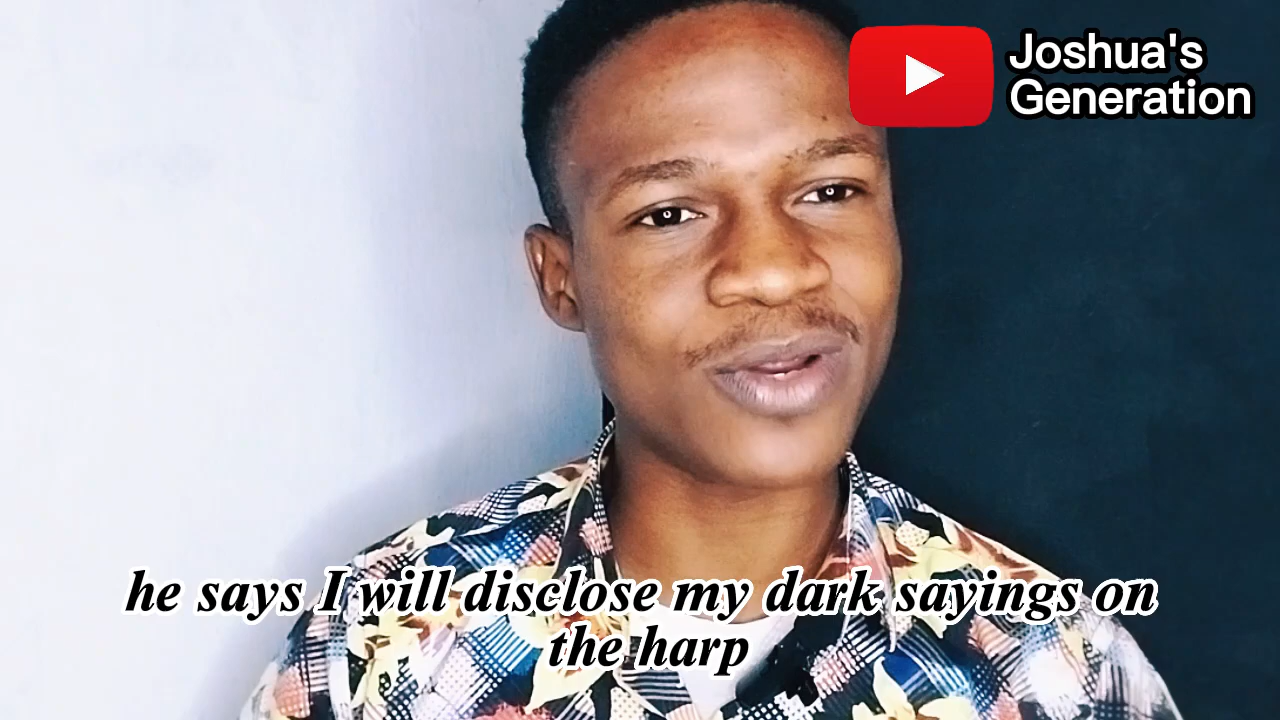 Joshua's
Generation
he says I will disclose my dark sayings on
the harp